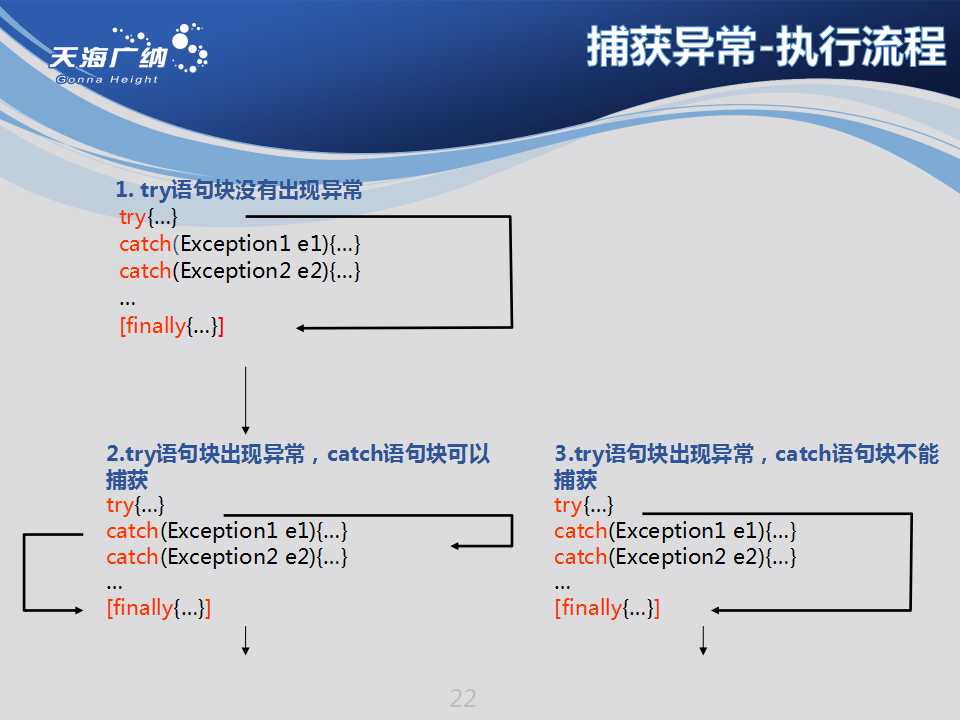 天海广纳
Gonna Height
捕获异常-执行流程
1. try语句块没有出现异常
try{...}
catch(Exception1 e1){...}
catch(Exception2 e2){...}
...
[finally{...}]
2.try语句块出现异常，catch语句块可以
捕获
try{...}
catch(Exception1 e1){...}
catch(Exception2 e2){...}
...
[finally{...}]
3.try语句块出现异常，catch语句块不能
捕获
try{...}
catch(Exception1 e1){...}
catch(Exception2 e2){...}
...
[finally{...}]
22